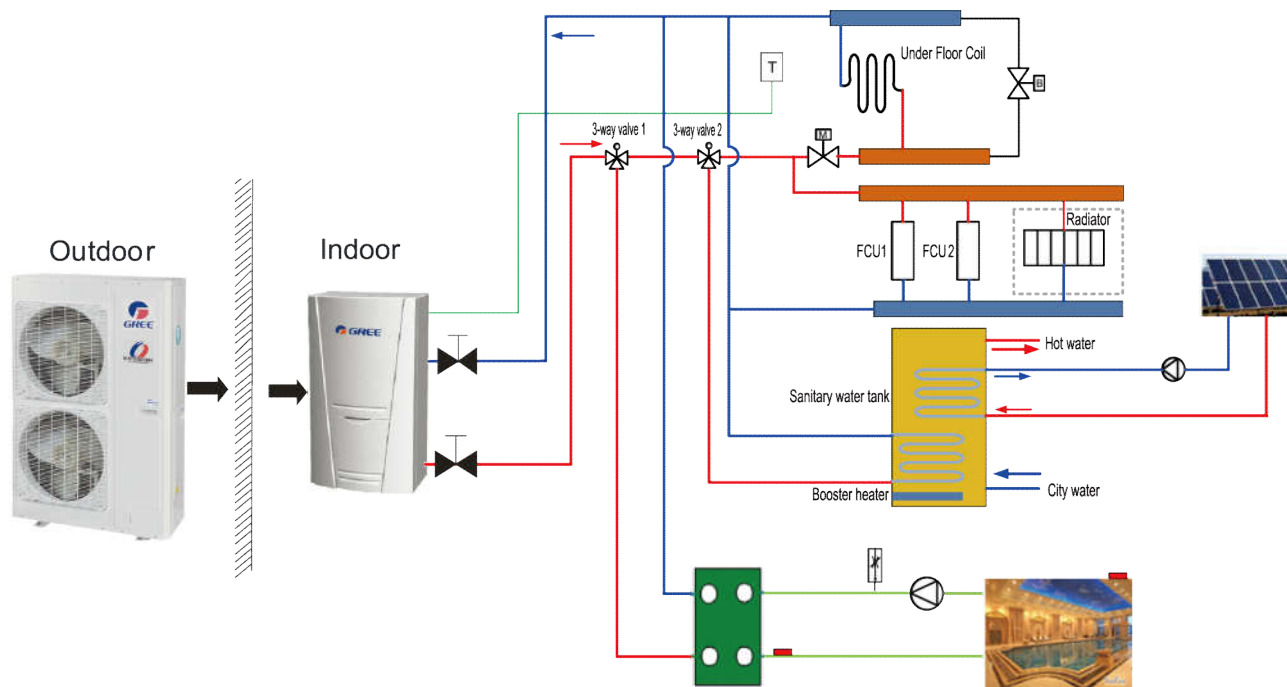 Under Floor Coil
T
B
3-way valve 1
3-way valve 2
M
Outdoor
Indoor
GREE
GREE
FCU1
FCU2
Radiator
Hot water
Sanitary water tank
Booster heater
City water